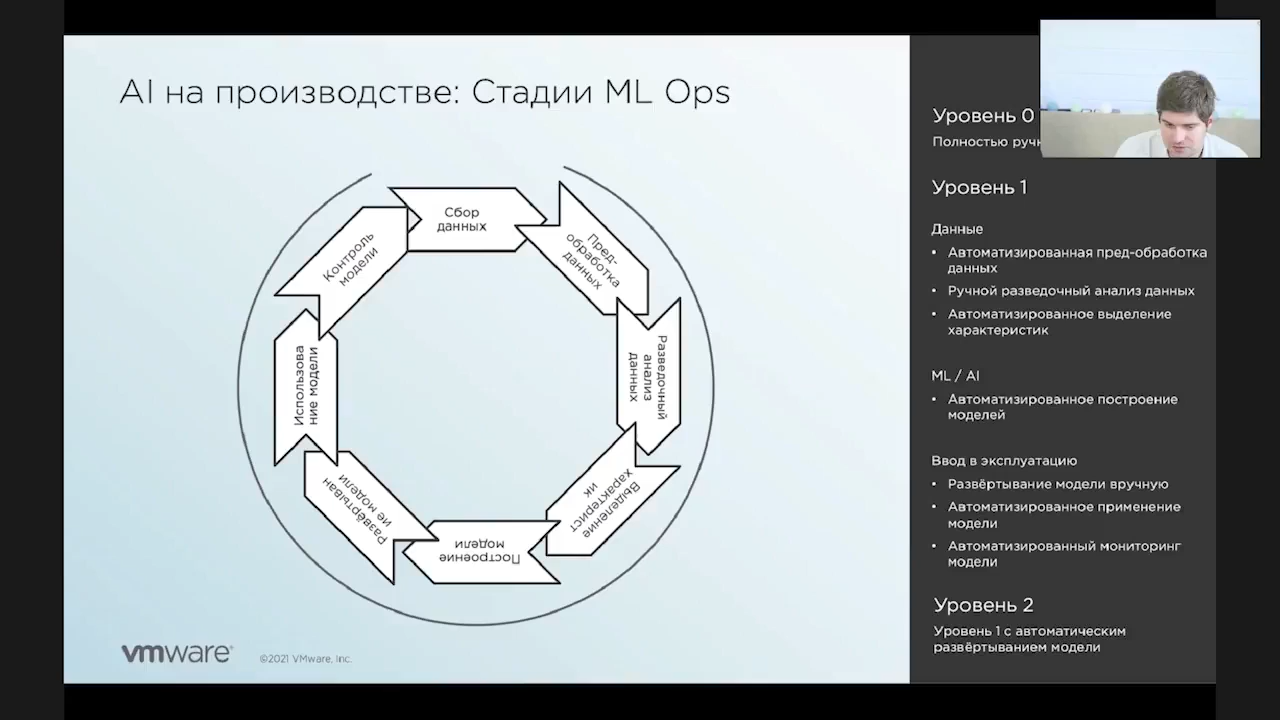 AI на производстве: Стадии ML Ops
Сбор
данных
Пред-
обработка
данных
Разведочный
анализ
данных
Выделение
характерист
ик
Построение
модели
Развёртыван
ие модели
Использова
ние модели
Контроль
модели
vmware
©2021 VMware, Inc.
Уровень 0
Полностью
Уровень 1
Данные
• Автоматизированная пред-обработка
данных
• Ручной разведочный анализ данных
• Автоматизированное выделение
характеристик
ML / AI
• Автоматизированное построение
моделей
Ввод в эксплуатацию
• Развёртывание модели вручную
• Автоматизированное применение
модели
• Автоматизированный мониторинг
модели
Уровень 2
Уровень 1 с автоматическим
развёртыванием модели